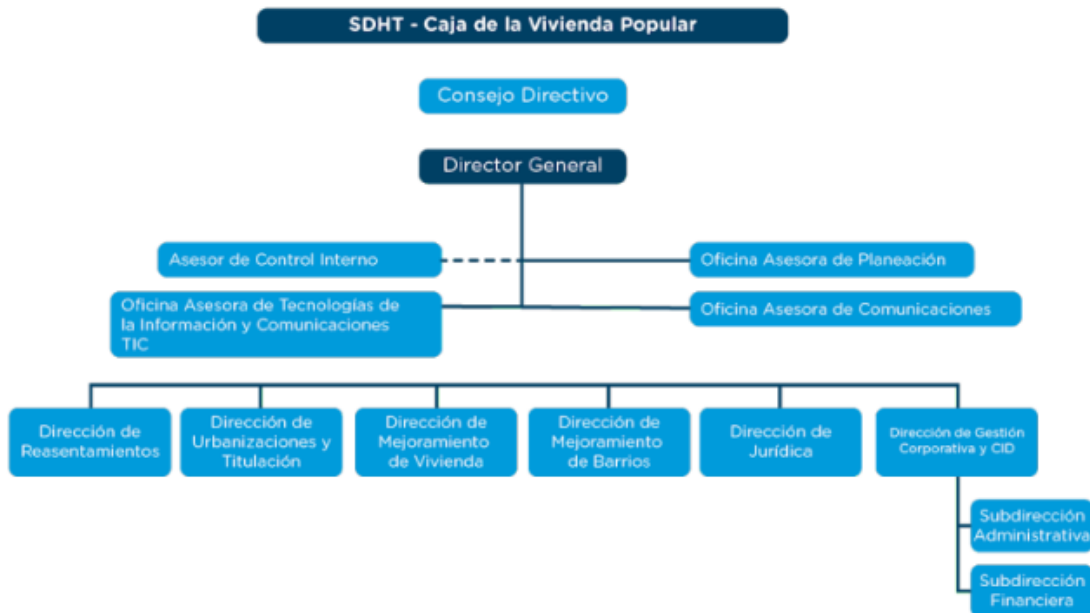 SDHT - Caja de la Vivienda Popular
Consejo Directivo
Director General
Asesor de Control Interno
Oficina Asesora de Planeación
Oficina Asesora de Tecnologías de
la Información y Comunicaciones
TIC
Oficina Asesora de Comunicaciones
Dirección de
Reasentamientos
Dirección de
Urbanizaciones y
Titulación
Dirección de
Mejoramiento
de Vivienda
Dirección de
Mejoramiento
de Barrios
Dirección de
Jurídica
Dirección de Gestión
Corporativa y CID
Subdirección
Administrativa
Subdirección
Financiera